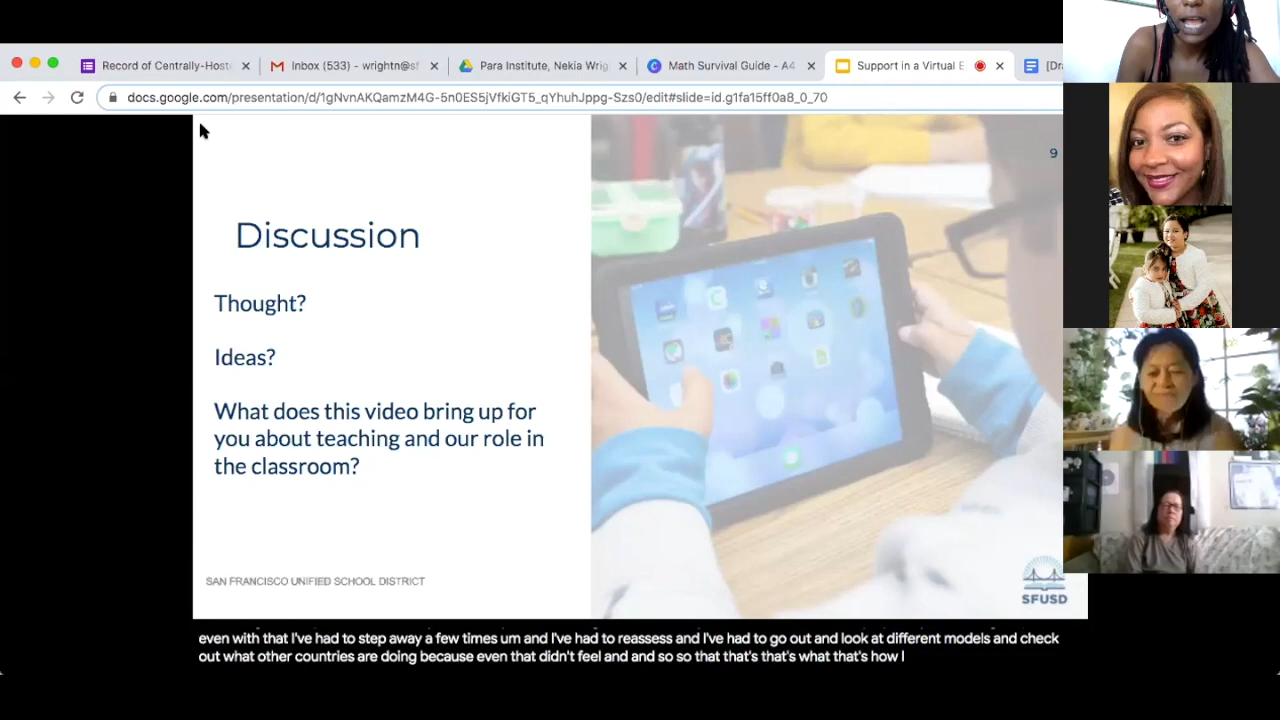 Record of Centrally-Hoste
Inbox (533) - wrightn@sf
Para Institute, Nekia Wrig
Math Survival Guide - A4
Support in a Virtual E
[Dra
docs.google.com/presentation/d/1gNvnAKQamzM4G-5n0ES5jVfkiGT5_qYhuhJppg-Szs0/edit#slide=id.g1fa15ff0a8_0_70
9
Discussion
Thought?
Ideas?
What does this video bring up for
you about teaching and our role in
the classroom?
SAN FRANCISCO UNIFIED SCHOOL DISTRICT
SFUSD
even with that I've had to step away a few times um and I've had to reassess and I've had to go out and look at different models and check
out what other countries are doing because even that didn't feel and and so so that that's that's what that's how I